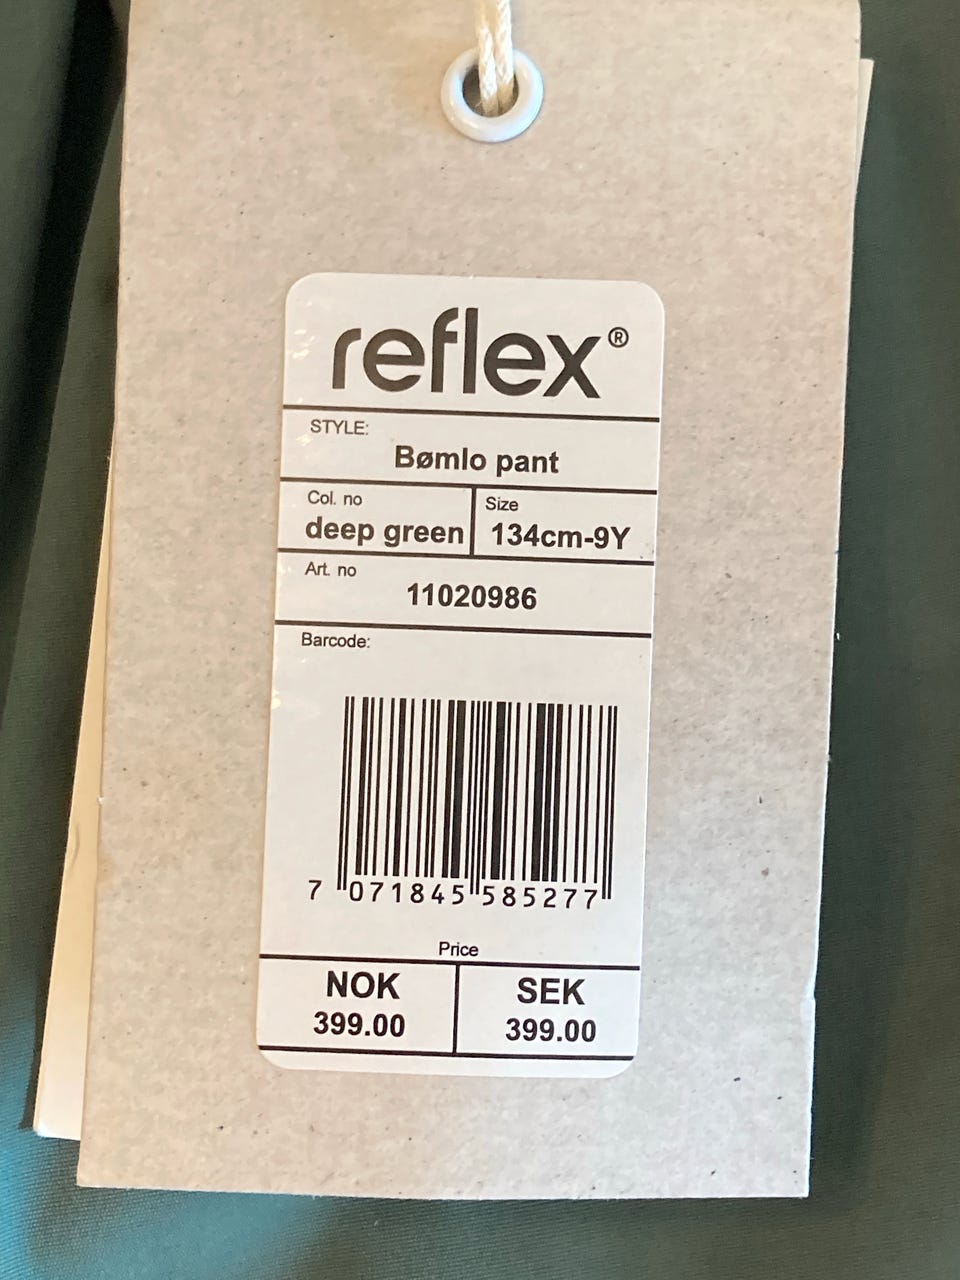 reflex®
STYLE:
Bømlo pant
Col. no
deep green
Size
134cm-9Y
Art. no
11020986
Barcode:
7 071845 585277
Price
NOK
399.00
SEK
399.00